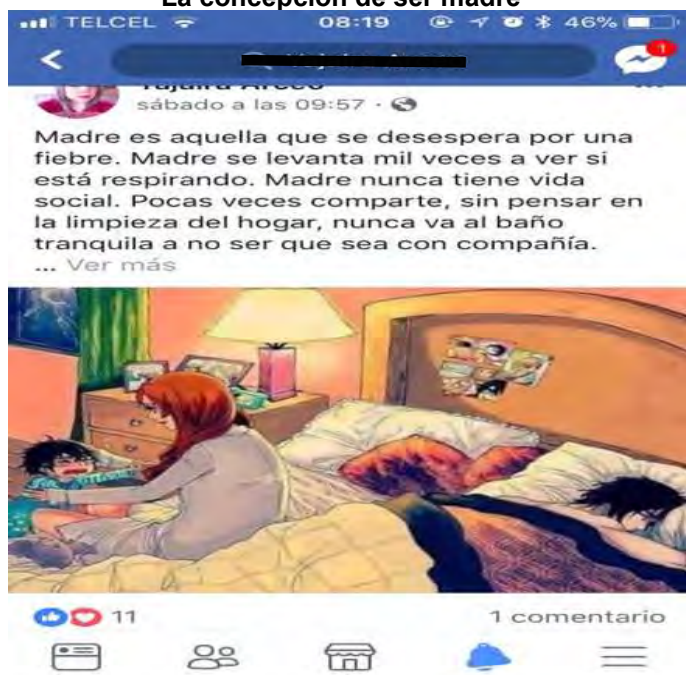 La concepción de ser madre
TELCEL 08:19 46%
1
sábado a las 09:57
Madre es aquella que se desespera por una
fiebre. Madre se levanta mil veces a ver si
está respirando. Madre nunca tiene vida
social. Pocas veces comparte, sin pensar en
la limpieza del hogar, nunca va al baño
tranquila a no ser que sea con compañía.
... Ver más
11 1 comentario